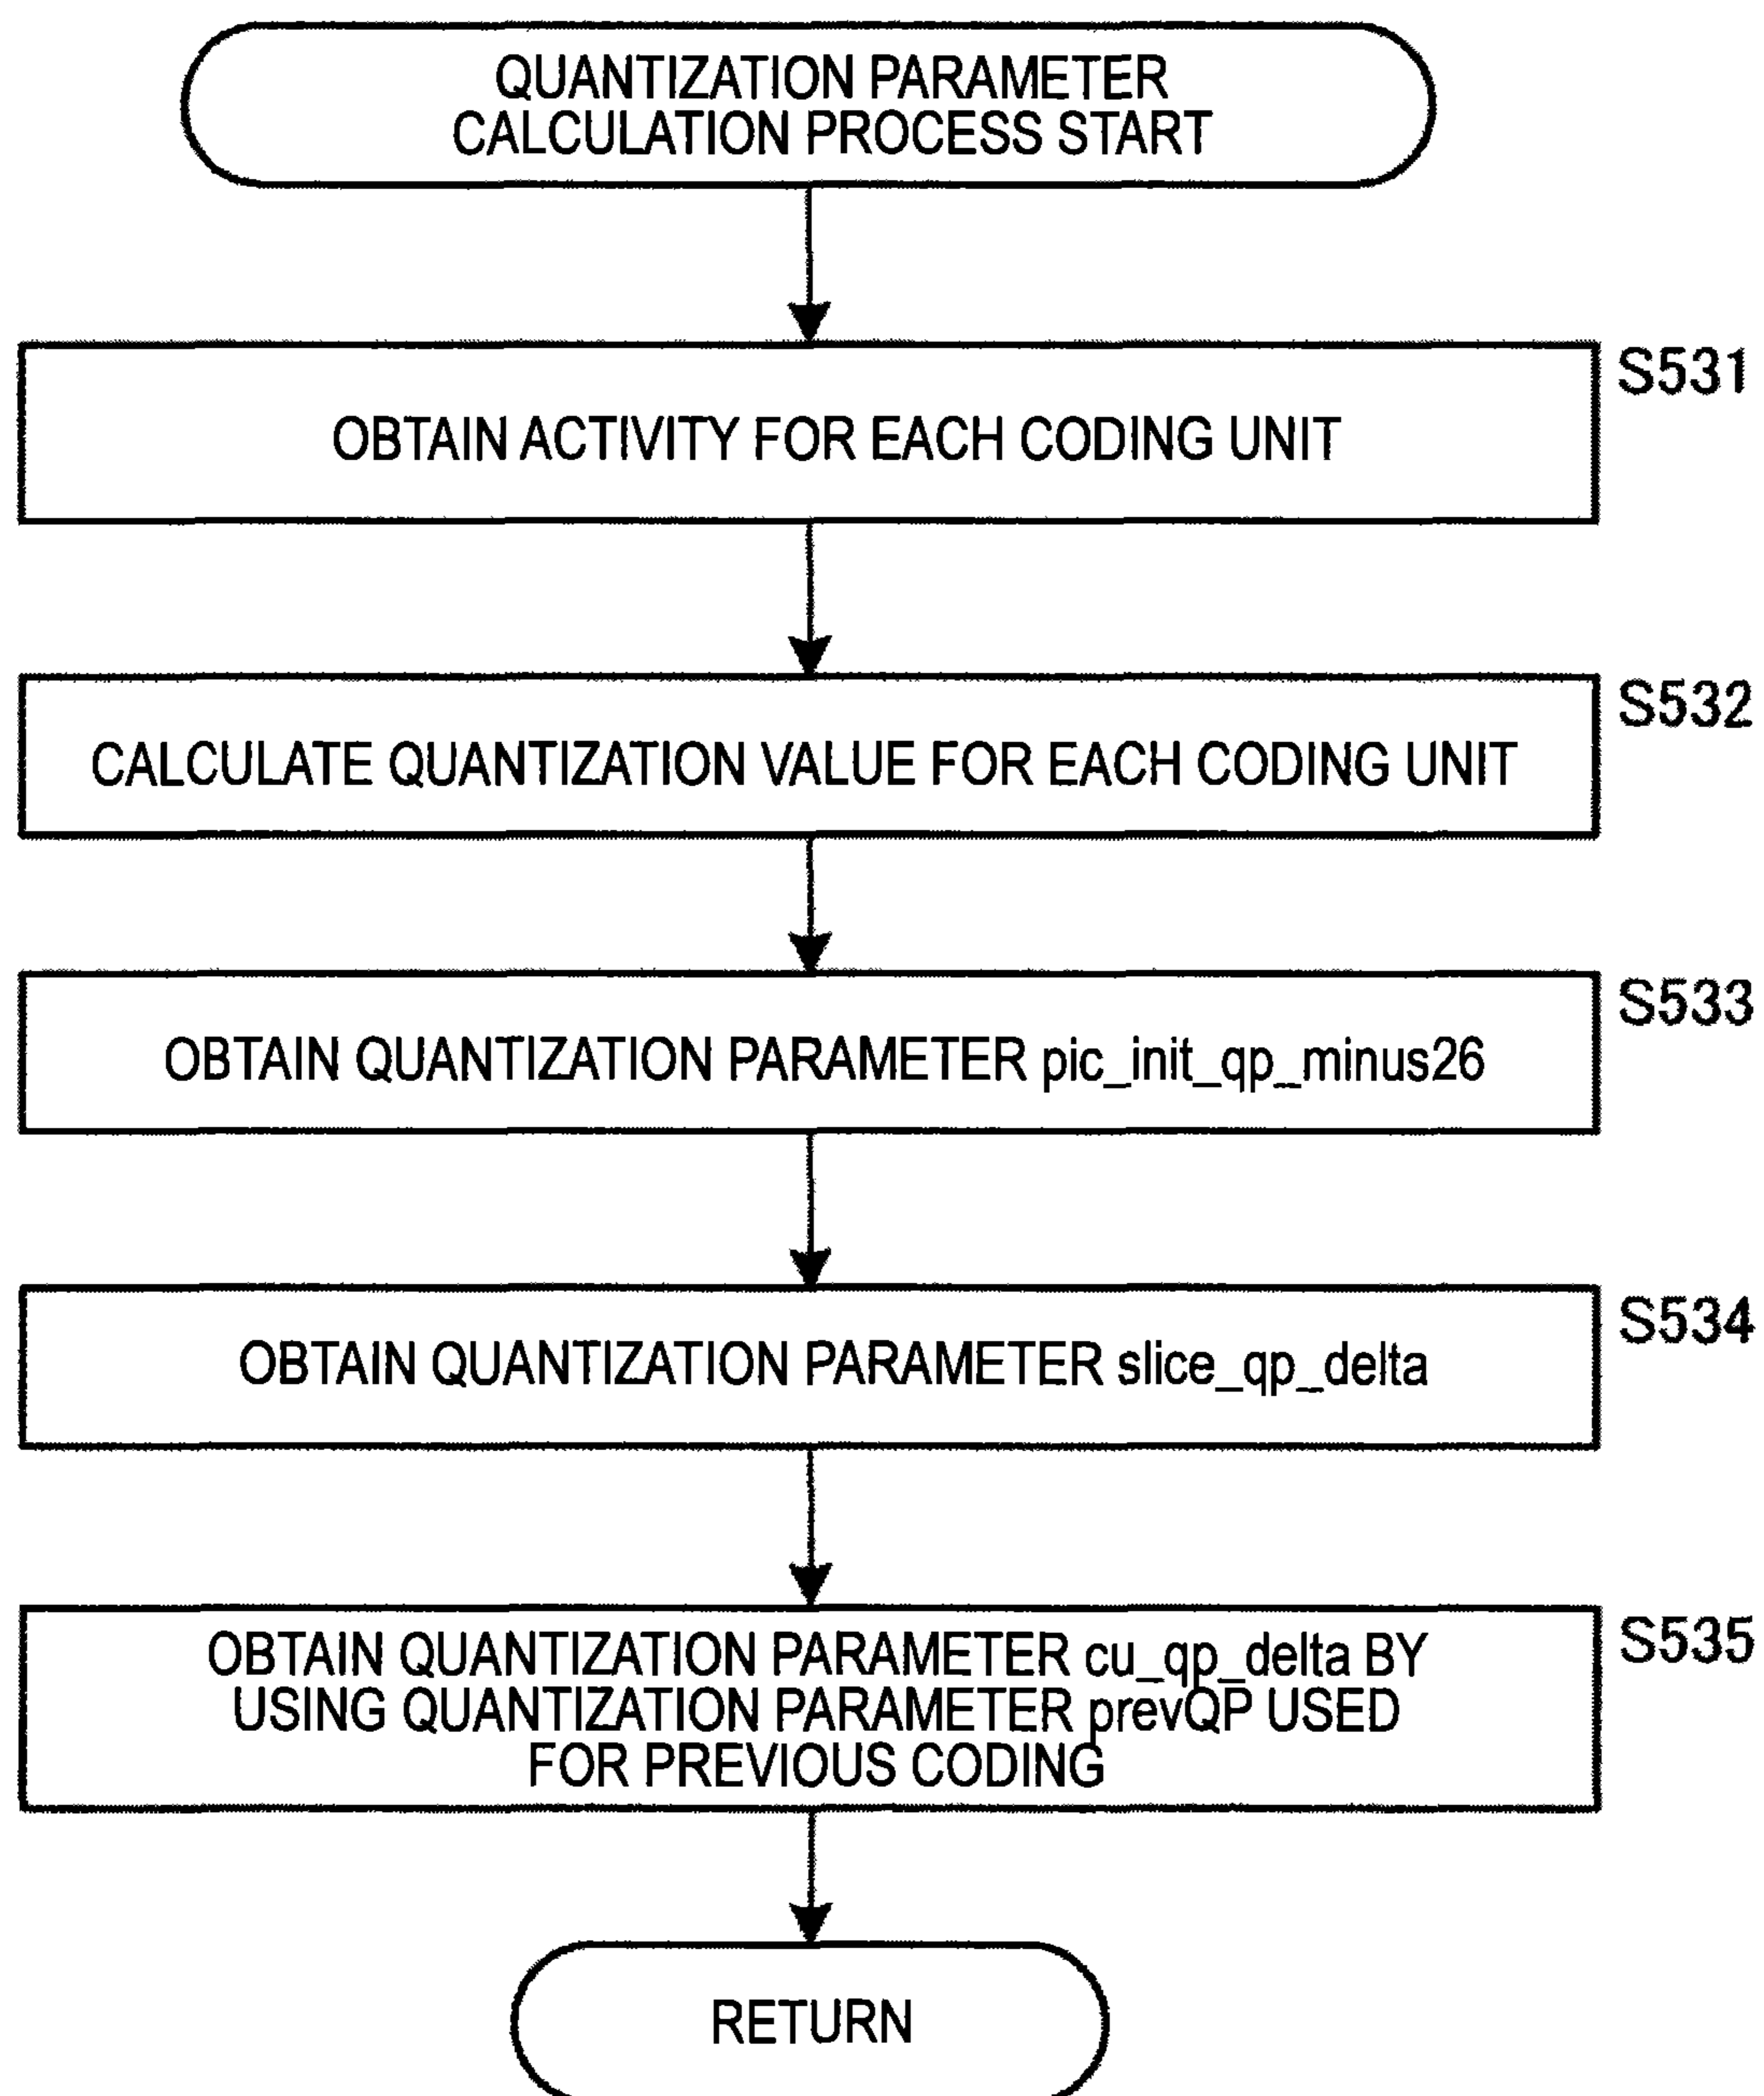 QUANTIZATION PARAMETER
CALCULATION PROCESS START
S531
OBTAIN ACTIVITY FOR EACH CODING UNIT
S532
CALCULATE QUANTIZATION VALUE FOR EACH CODING UNIT
S533
OBTAIN QUANTIZATION PARAMETER pic_init_qp_minus26
S534
OBTAIN QUANTIZATION PARAMETER slice_qp_delta
S535
OBTAIN QUANTIZATION PARAMETER cu_qp_delta BY
USING QUANTIZATION PARAMETER prevQP USED
FOR PREVIOUS CODING
RETURN